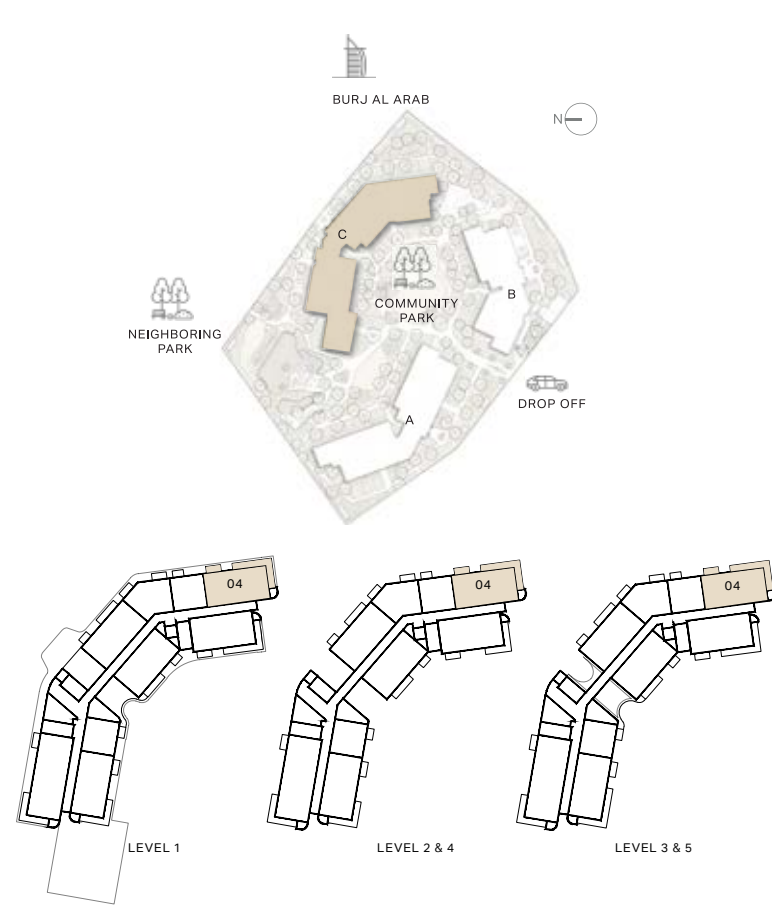 BURJ AL ARAB
N
C
COMMUNITY
PARK
B
NEIGHBORING
PARK
DROP OFF
A
04
04
04
LEVEL 1
LEVEL 2 & 4
LEVEL 3 & 5